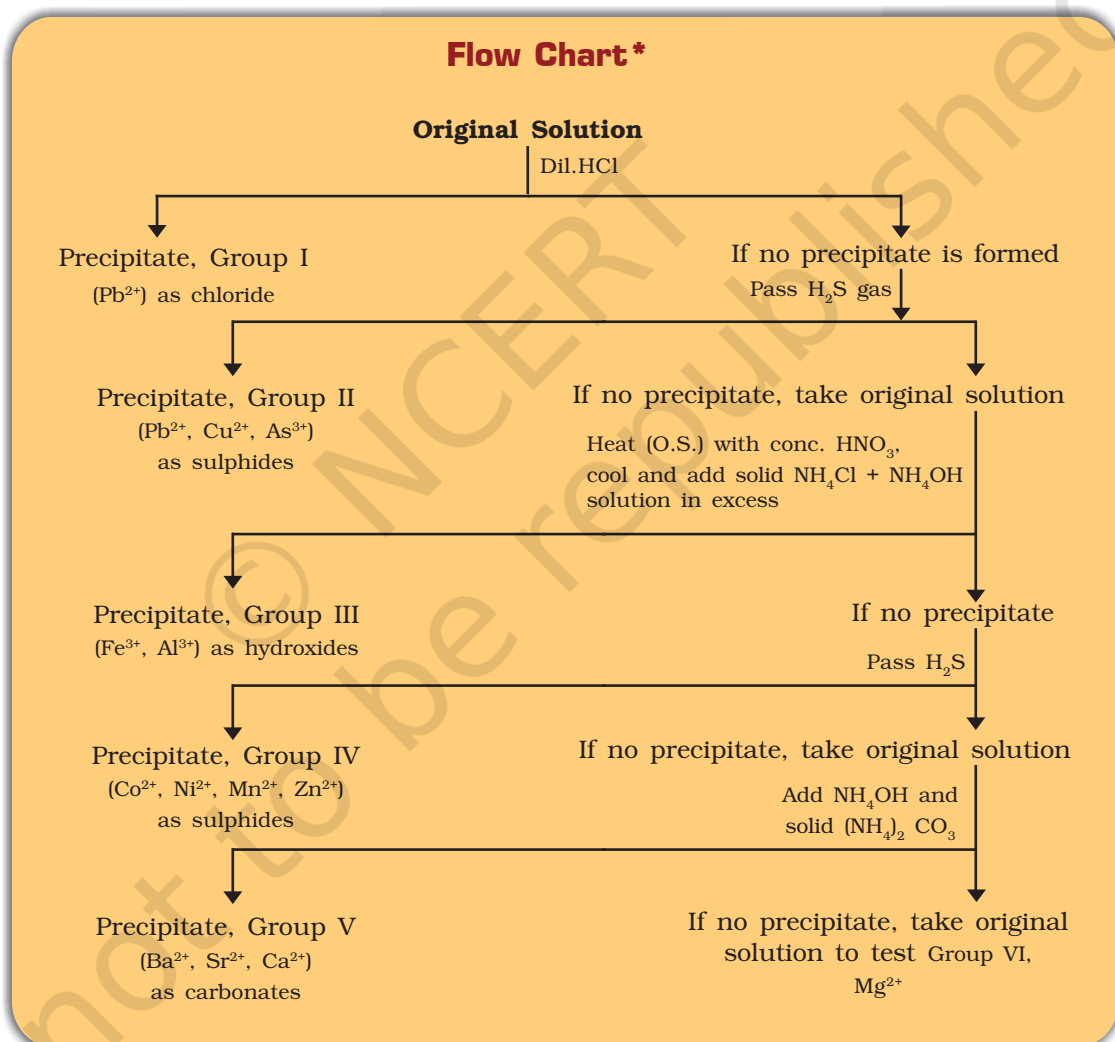 Flow Chart*
Original Solution
Dil.HCl
Precipitate, Group I
(Pb²⁺) as chloride
If no precipitate is formed
Pass H₂S gas
Precipitate, Group II
(Pb²⁺, Cu²⁺, As³⁺)
as sulphides
If no precipitate, take original solution
Heat (O.S.) with conc. HNO₃,
cool and add solid NH₄Cl + NH₄OH
solution in excess
Precipitate, Group III
(Fe³⁺, Al³⁺) as hydroxides
If no precipitate
Pass H₂S
Precipitate, Group IV
(Co²⁺, Ni²⁺, Mn²⁺, Zn²⁺)
as sulphides
If no precipitate, take original solution
Add NH₄OH and
solid (NH₄)₂ CO₃
Precipitate, Group V
(Ba²⁺, Sr²⁺, Ca²⁺)
as carbonates
If no precipitate, take original
solution to test Group VI,
Mg²⁺
© NCERT
not to be republished